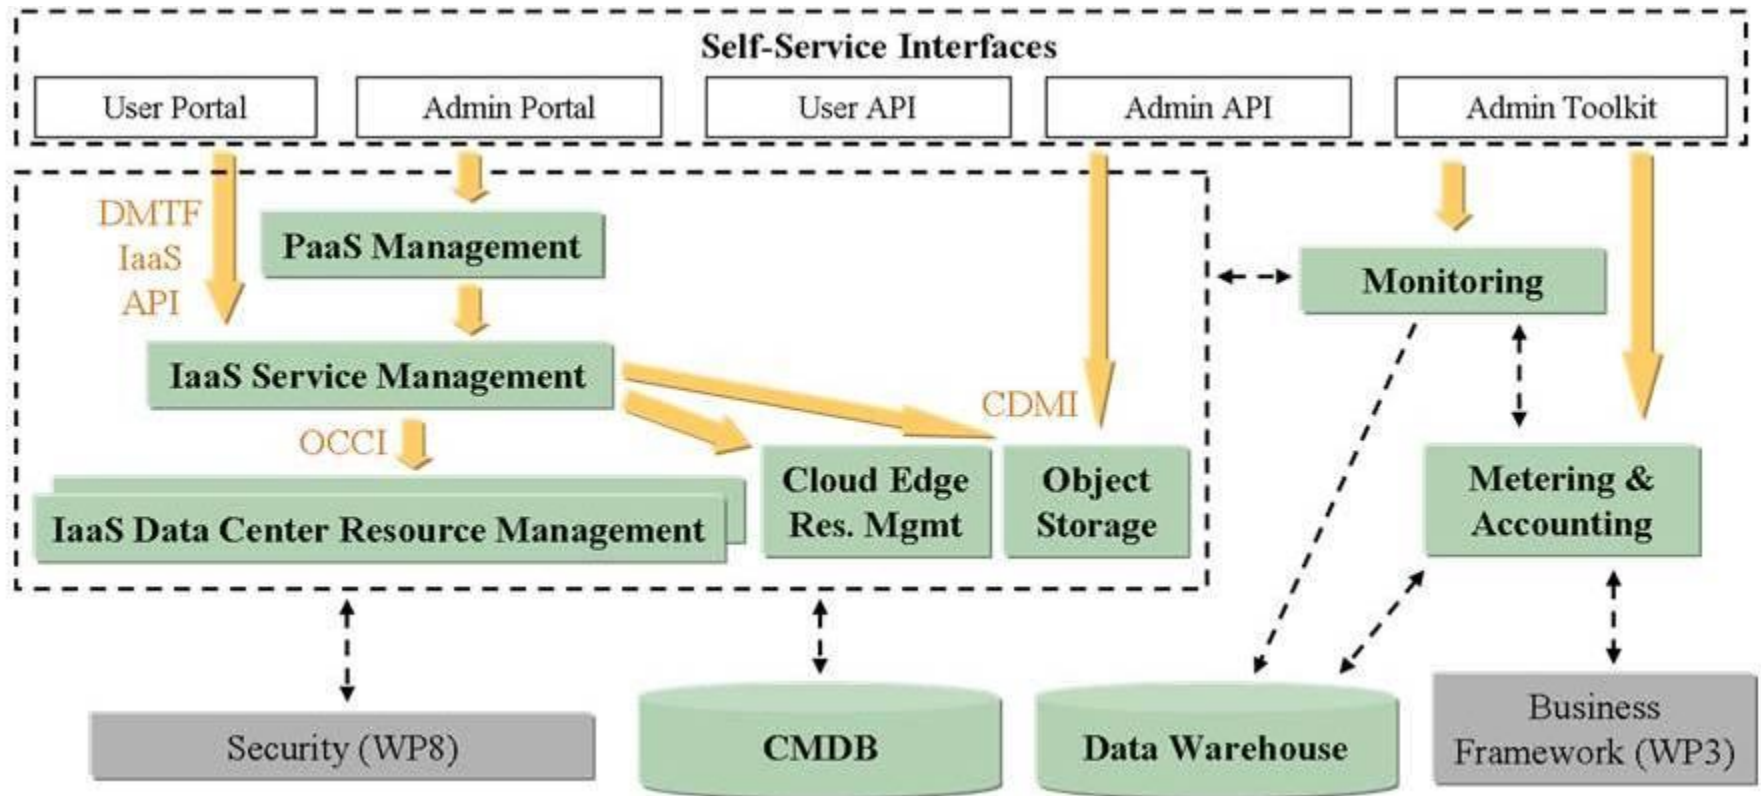 Self-Service Interfaces
User Portal
Admin Portal
User API
Admin API
Admin Toolkit
DMTF
IaaS
API
PaaS Management
Monitoring
IaaS Service Management
CDMI
OCCI
Cloud Edge
Res. Mgmt
Object
Storage
Metering &
Accounting
IaaS Data Center Resource Management
Security (WP8)
CMDB
Data Warehouse
Business
Framework (WP3)